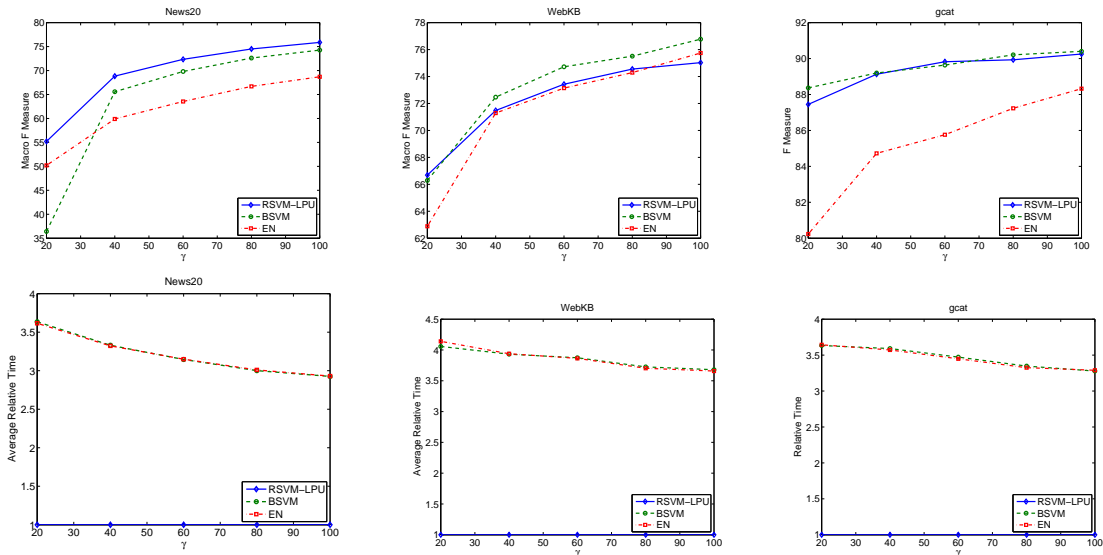 News20
Macro F Measure
80
75
70
65
60
55
50
45
40
35
20 30 40 50 60 70 80 90 100
γ
RSVM−LPU
BSVM
EN
WebKB
Macro F Measure
78
76
74
72
70
68
66
64
62
20 30 40 50 60 70 80 90 100
γ
RSVM−LPU
BSVM
EN
gcat
F Measure
92
90
88
86
84
82
80
20 30 40 50 60 70 80 90 100
γ
RSVM−LPU
BSVM
EN
News20
Average Relative Time
4
3.5
3
2.5
2
1.5
1
20 30 40 50 60 70 80 90 100
γ
RSVM−LPU
BSVM
EN
WebKB
Average Relative Time
4.5
4
3.5
3
2.5
2
1.5
1
20 30 40 50 60 70 80 90 100
γ
RSVM−LPU
BSVM
EN
gcat
Relative Time
4
3.5
3
2.5
2
1.5
1
20 30 40 50 60 70 80 90 100
γ
RSVM−LPU
BSVM
EN